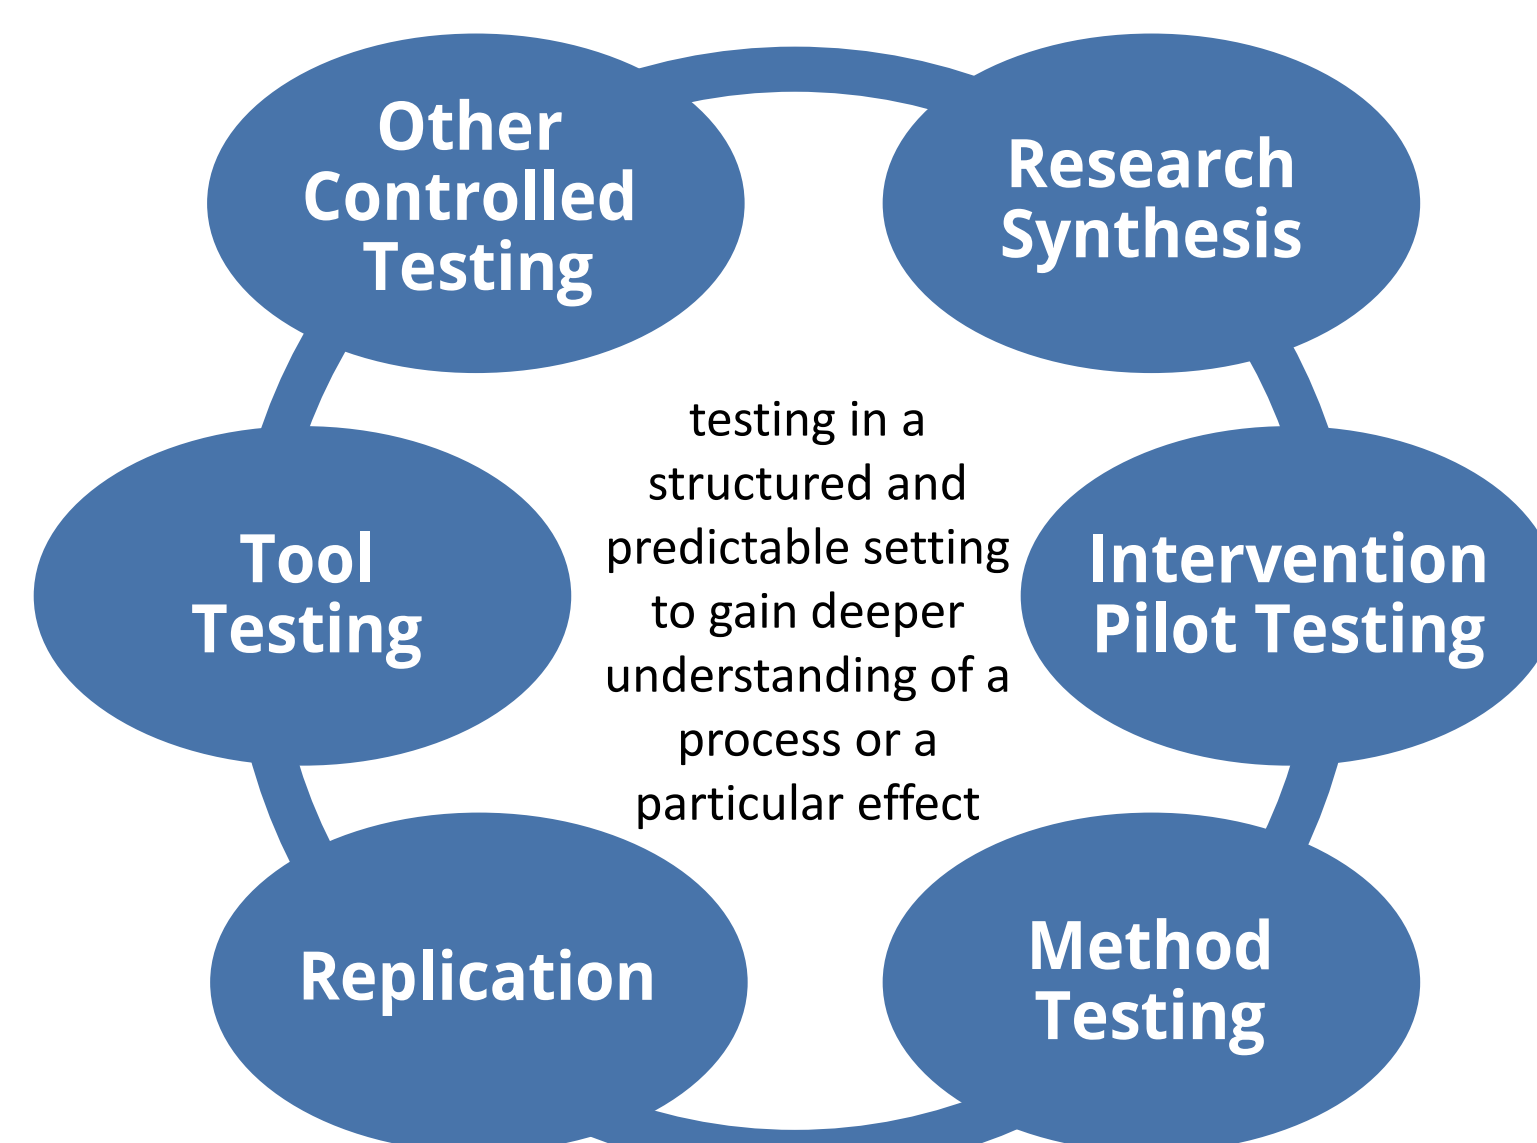 Other
Controlled
Testing
Research
Synthesis
testing in a
structured and
predictable setting
to gain deeper
understanding of a
process or a
particular effect
Tool
Testing
Intervention
Pilot Testing
Replication
Method
Testing